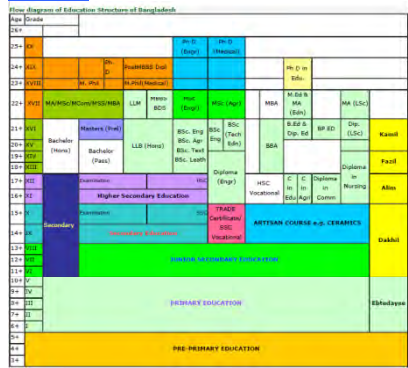 Flow diagram of Education Structure of Bangladesh
Age Grade
26+
25+ XX Ph.D (Engr) Ph.D (Medical)
24+ XIX Ph D PostMBBS Dipl Ph.D in Edu.
23+ XVIII M. Phil M.Phil(Medical)
22+ XVII MA/MSc/MCom/MSS/MBA LLM MBBS BDS MSc (Agr) MBA M.Ed & MA (Edn) MA (LSc)
21+ XVI Masters (Prel) BSc. Eng BSc Eng BSc (Tech Edn) B.Ed & Dip. Ed BP.ED Dip. (LSc) Kamil
20+ XV Bachelor (Hons) LLB (Hons) BSc. Ag. BBA
19+ XIV Bachelor (Pass) BSc. Text Fazil
18+ XIII BSc. Leath Diploma (Engr) Diploma in Nursing
17+ XII Examination HSC HSC Vocational C in Edu C in Agri Diploma in Comm Alim
16+ XI Higher Secondary Education
15+ X Secondary Examination SSC TRADE Certificate/ SSC Vocational ARTISAN COURSE e.g. CERAMICS Dakhil
14+ IX
13+ VIII
12+ VII JUNIOR SECONDARY EDUCATION
11+ VI
10+ V
9+ IV
8+ III PRIMARY EDUCATION Ebtedayee
7+ II
6+ I
5+
4+ PRE-PRIMARY EDUCATION
3+